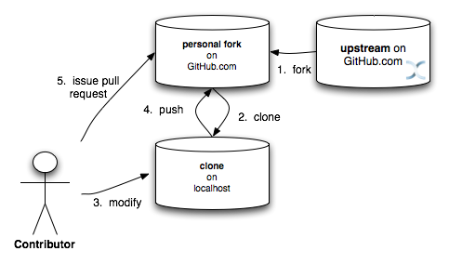 personal fork
on
GitHub.com
upstream on
GitHub.com
1. fork
5. issue pull
request
4. push
2. clone
clone
on
localhost
3. modify
Contributor